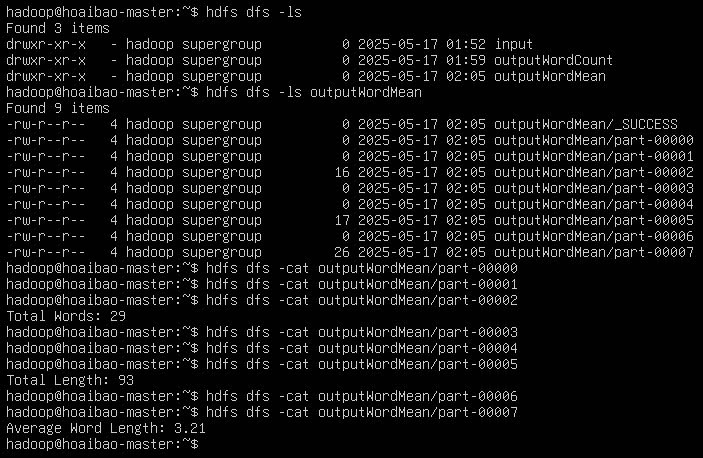 hadoop@hoaibao-master:~$ hdfs dfs -ls
Found 3 items
drwxr-xr-x   - hadoop supergroup          0 2025-05-17 01:52 input
drwxr-xr-x   - hadoop supergroup          0 2025-05-17 01:59 outputWordCount
drwxr-xr-x   - hadoop supergroup          0 2025-05-17 02:05 outputWordMean
hadoop@hoaibao-master:~$ hdfs dfs -ls outputWordMean
Found 9 items
-rw-r--r--   4 hadoop supergroup          0 2025-05-17 02:05 outputWordMean/_SUCCESS
-rw-r--r--   4 hadoop supergroup          0 2025-05-17 02:05 outputWordMean/part-00000
-rw-r--r--   4 hadoop supergroup          0 2025-05-17 02:05 outputWordMean/part-00001
-rw-r--r--   4 hadoop supergroup         16 2025-05-17 02:05 outputWordMean/part-00002
-rw-r--r--   4 hadoop supergroup          0 2025-05-17 02:05 outputWordMean/part-00003
-rw-r--r--   4 hadoop supergroup          0 2025-05-17 02:05 outputWordMean/part-00004
-rw-r--r--   4 hadoop supergroup         17 2025-05-17 02:05 outputWordMean/part-00005
-rw-r--r--   4 hadoop supergroup          0 2025-05-17 02:05 outputWordMean/part-00006
-rw-r--r--   4 hadoop supergroup         26 2025-05-17 02:05 outputWordMean/part-00007
hadoop@hoaibao-master:~$ hdfs dfs -cat outputWordMean/part-00000
hadoop@hoaibao-master:~$ hdfs dfs -cat outputWordMean/part-00001
hadoop@hoaibao-master:~$ hdfs dfs -cat outputWordMean/part-00002
Total Words: 29
hadoop@hoaibao-master:~$ hdfs dfs -cat outputWordMean/part-00003
hadoop@hoaibao-master:~$ hdfs dfs -cat outputWordMean/part-00004
hadoop@hoaibao-master:~$ hdfs dfs -cat outputWordMean/part-00005
Total Length: 93
hadoop@hoaibao-master:~$ hdfs dfs -cat outputWordMean/part-00006
hadoop@hoaibao-master:~$ hdfs dfs -cat outputWordMean/part-00007
Average Word Length: 3.21
hadoop@hoaibao-master:~$